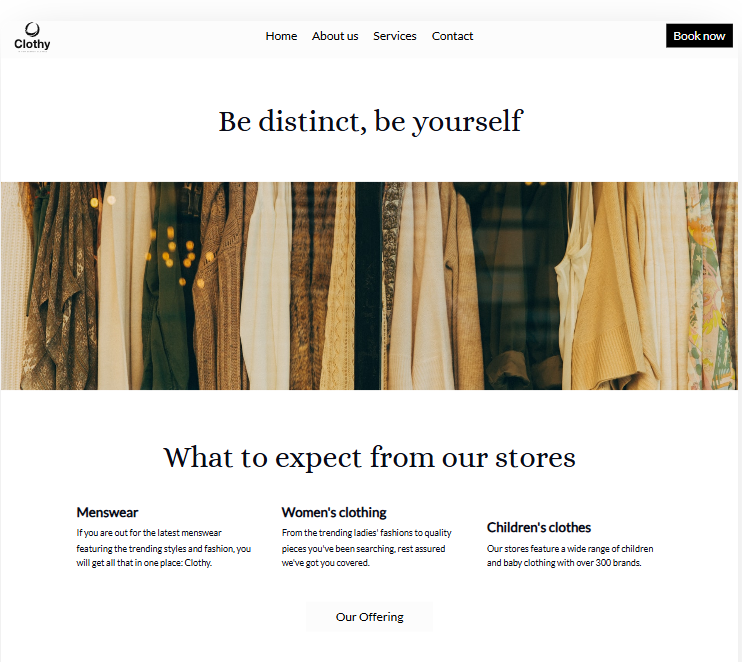 Clothy
Home About us Services Contact
Book now
Be distinct, be yourself
What to expect from our stores
Menswear
If you are out for the latest menswear
featuring the trending styles and fashion, you
will get all that in one place: Clothy.
Women's clothing
From the trending ladies' fashions to quality
pieces you've been searching, rest assured
we've got you covered.
Children's clothes
Our stores feature a wide range of children
and baby clothing with over 300 brands.
Our Offering